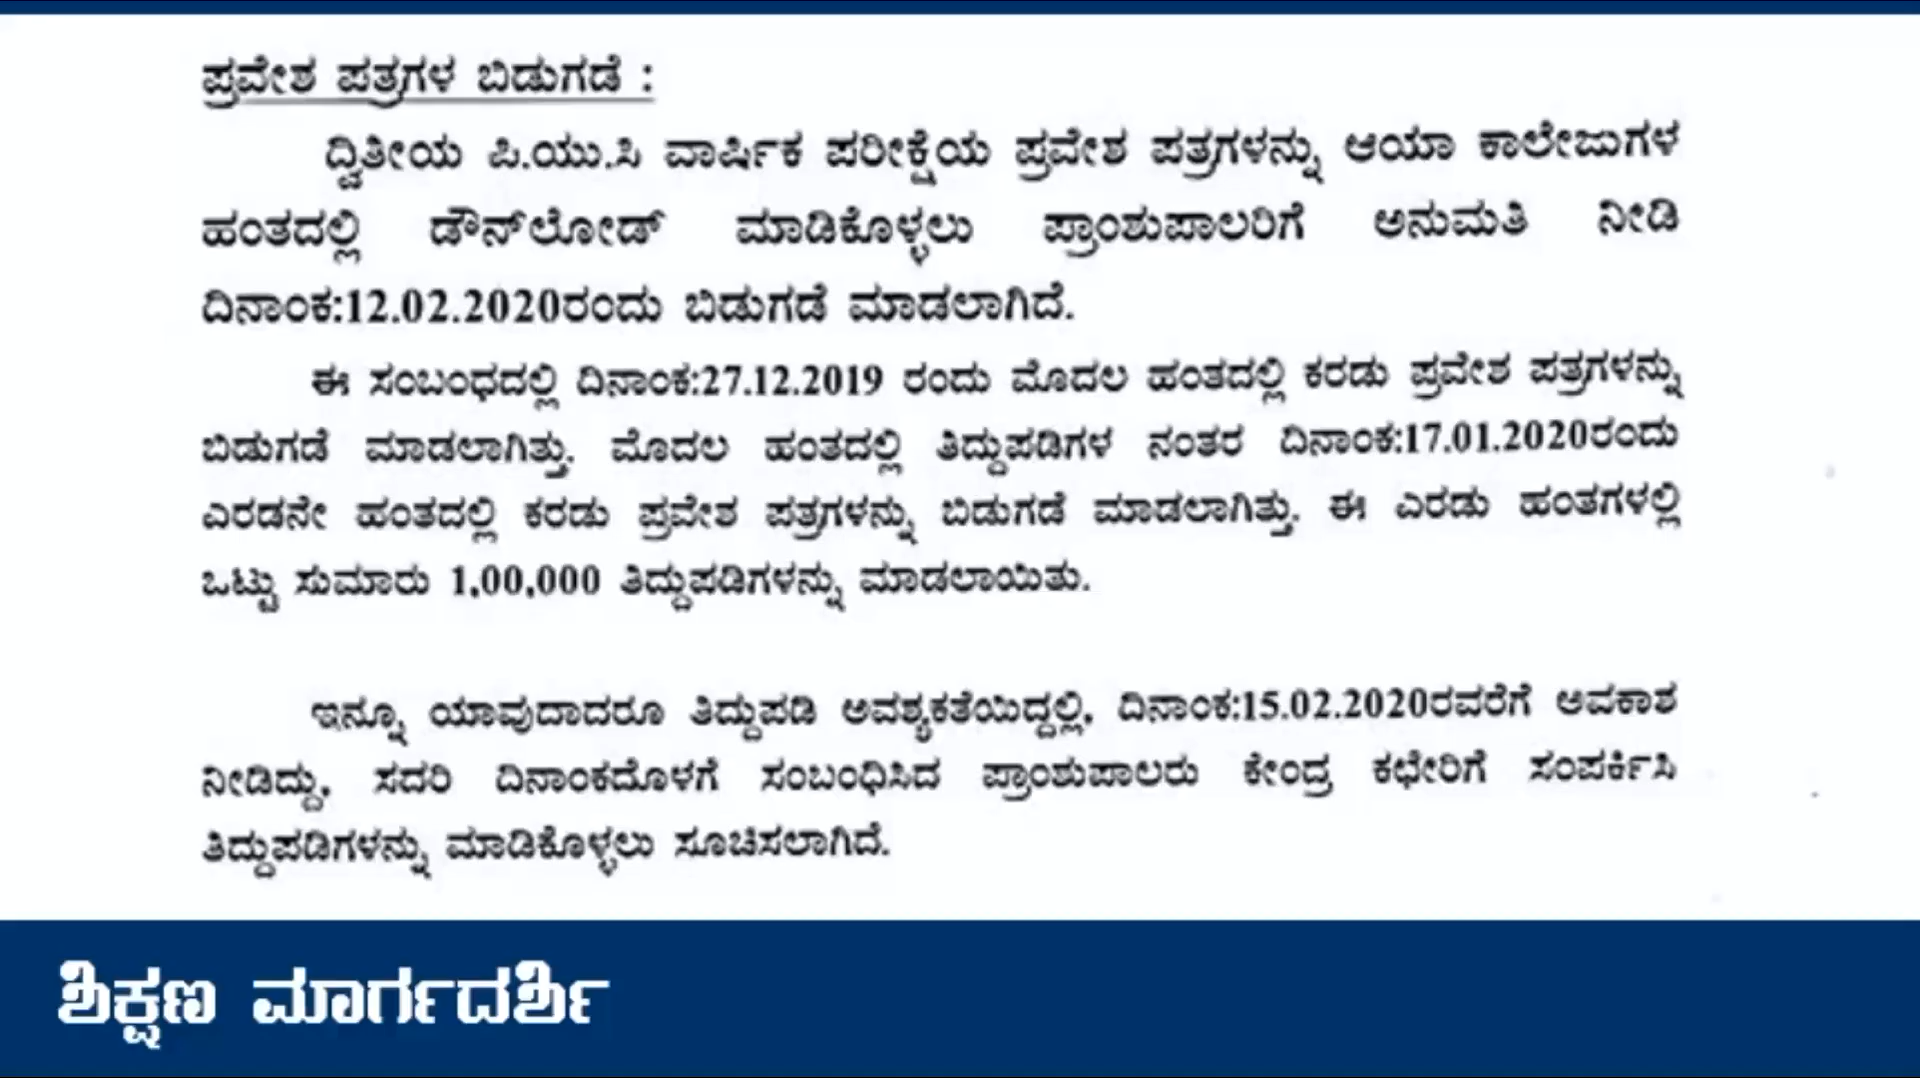 ಪ್ರವೇಶ ಪತ್ರಗಳ ಬಿಡುಗಡೆ :
ದ್ವಿತೀಯ ಪಿ.ಯು.ಸಿ ವಾರ್ಷಿಕ ಪರೀಕ್ಷೆಯ ಪ್ರವೇಶ ಪತ್ರಗಳನ್ನು ಆಯಾ ಕಾಲೇಜುಗಳ
ಹಂತದಲ್ಲಿ ಡೌನ್‌ಲೋಡ್ ಮಾಡಿಕೊಳ್ಳಲು ಪ್ರಾಂಶುಪಾಲರಿಗೆ ಅನುಮತಿ ನೀಡಿ
ದಿನಾಂಕ:12.02.2020ರಂದು ಬಿಡುಗಡೆ ಮಾಡಲಾಗಿದೆ.
ಈ ಸಂಬಂಧದಲ್ಲಿ ದಿನಾಂಕ:27.12.2019 ರಂದು ಮೊದಲ ಹಂತದಲ್ಲಿ ಕರಡು ಪ್ರವೇಶ ಪತ್ರಗಳನ್ನು
ಬಿಡುಗಡೆ ಮಾಡಲಾಗಿತ್ತು. ಮೊದಲ ಹಂತದಲ್ಲಿ ತಿದ್ದುಪಡಿಗಳ ನಂತರ ದಿನಾಂಕ:17.01.2020ರಂದು
ಎರಡನೇ ಹಂತದಲ್ಲಿ ಕರಡು ಪ್ರವೇಶ ಪತ್ರಗಳನ್ನು ಬಿಡುಗಡೆ ಮಾಡಲಾಗಿತ್ತು. ಈ ಎರಡು ಹಂತಗಳಲ್ಲಿ
ಒಟ್ಟು ಸುಮಾರು 1,00,000 ತಿದ್ದುಪಡಿಗಳನ್ನು ಮಾಡಲಾಯಿತು.
ಇನ್ನೂ ಯಾವುದಾದರೂ ತಿದ್ದುಪಡಿ ಅವಶ್ಯಕತೆಯಿದ್ದಲ್ಲಿ, ದಿನಾಂಕ:15.02.2020ರವರೆಗೆ ಅವಕಾಶ
ನೀಡಿದ್ದು, ಸದರಿ ದಿನಾಂಕದೊಳಗೆ ಸಂಬಂಧಿಸಿದ ಪ್ರಾಂಶುಪಾಲರು ಕೇಂದ್ರ ಕಛೇರಿಗೆ ಸಂಪರ್ಕಿಸಿ
ತಿದ್ದುಪಡಿಗಳನ್ನು ಮಾಡಿಕೊಳ್ಳಲು ಸೂಚಿಸಲಾಗಿದೆ.
ಶಿಕ್ಷಣ ಮಾರ್ಗದರ್ಶಿ